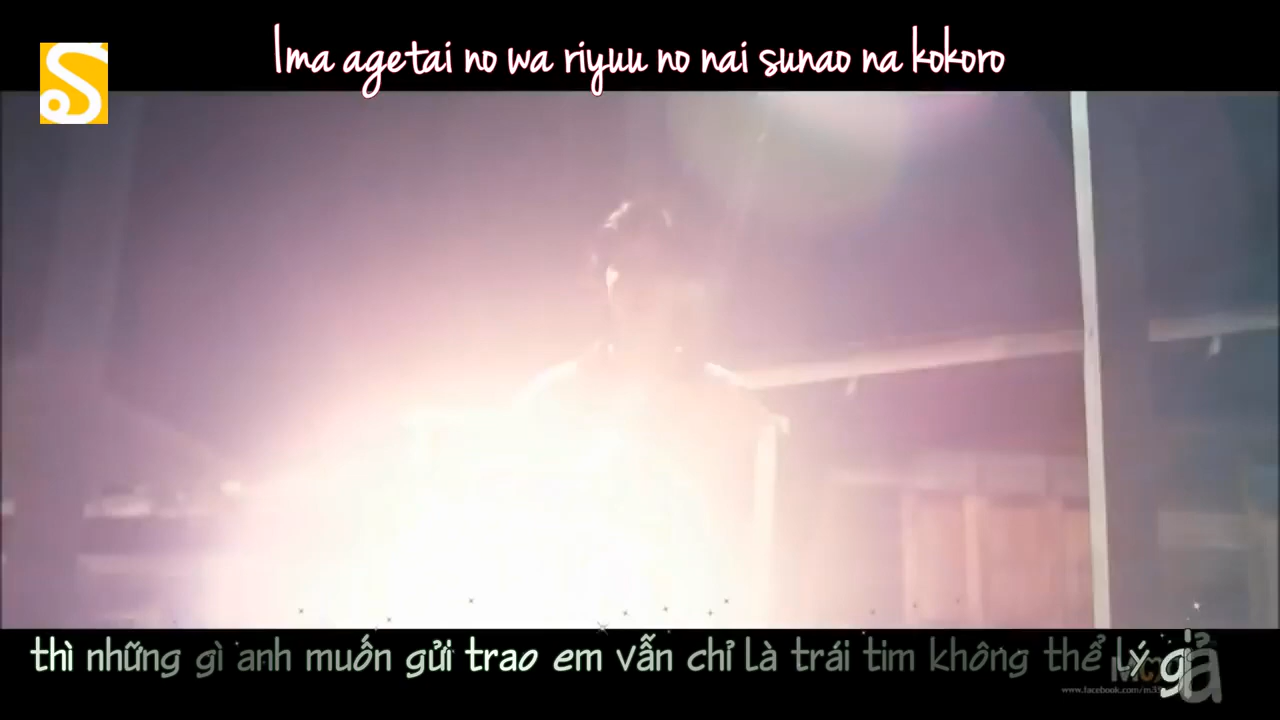 Ima agetai no wa riyuu no nai sunao na kokoro
S
thì những gì anh muốn gửi trao em vẫn chỉ là trái tim không thể lý giả